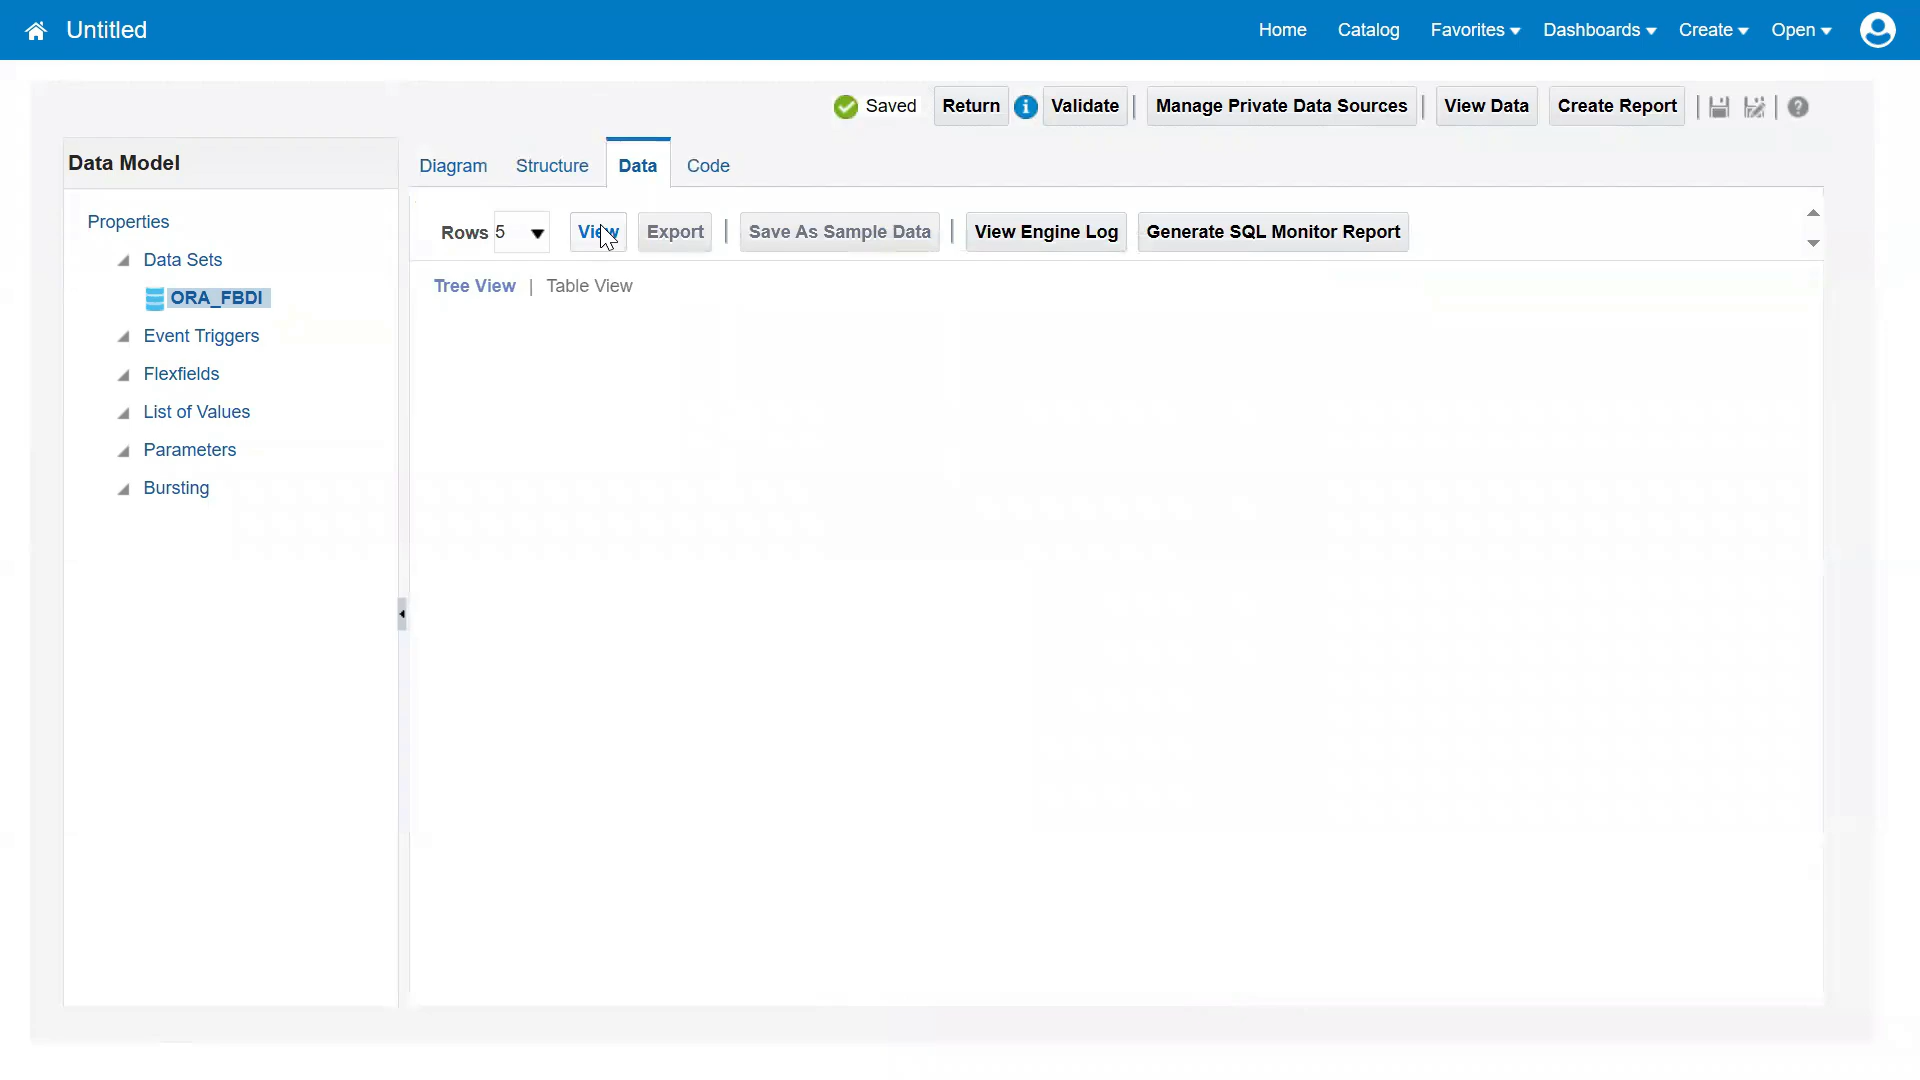 Untitled
Home Catalog Favorites Dashboards Create Open
Saved Return Validate Manage Private Data Sources View Data Create Report
Data Model
Diagram Structure Data Code
Properties
Data Sets
ORA_FBDI
Event Triggers
Flexfields
List of Values
Parameters
Bursting
Rows 5 View Export Save As Sample Data View Engine Log Generate SQL Monitor Report
Tree View | Table View